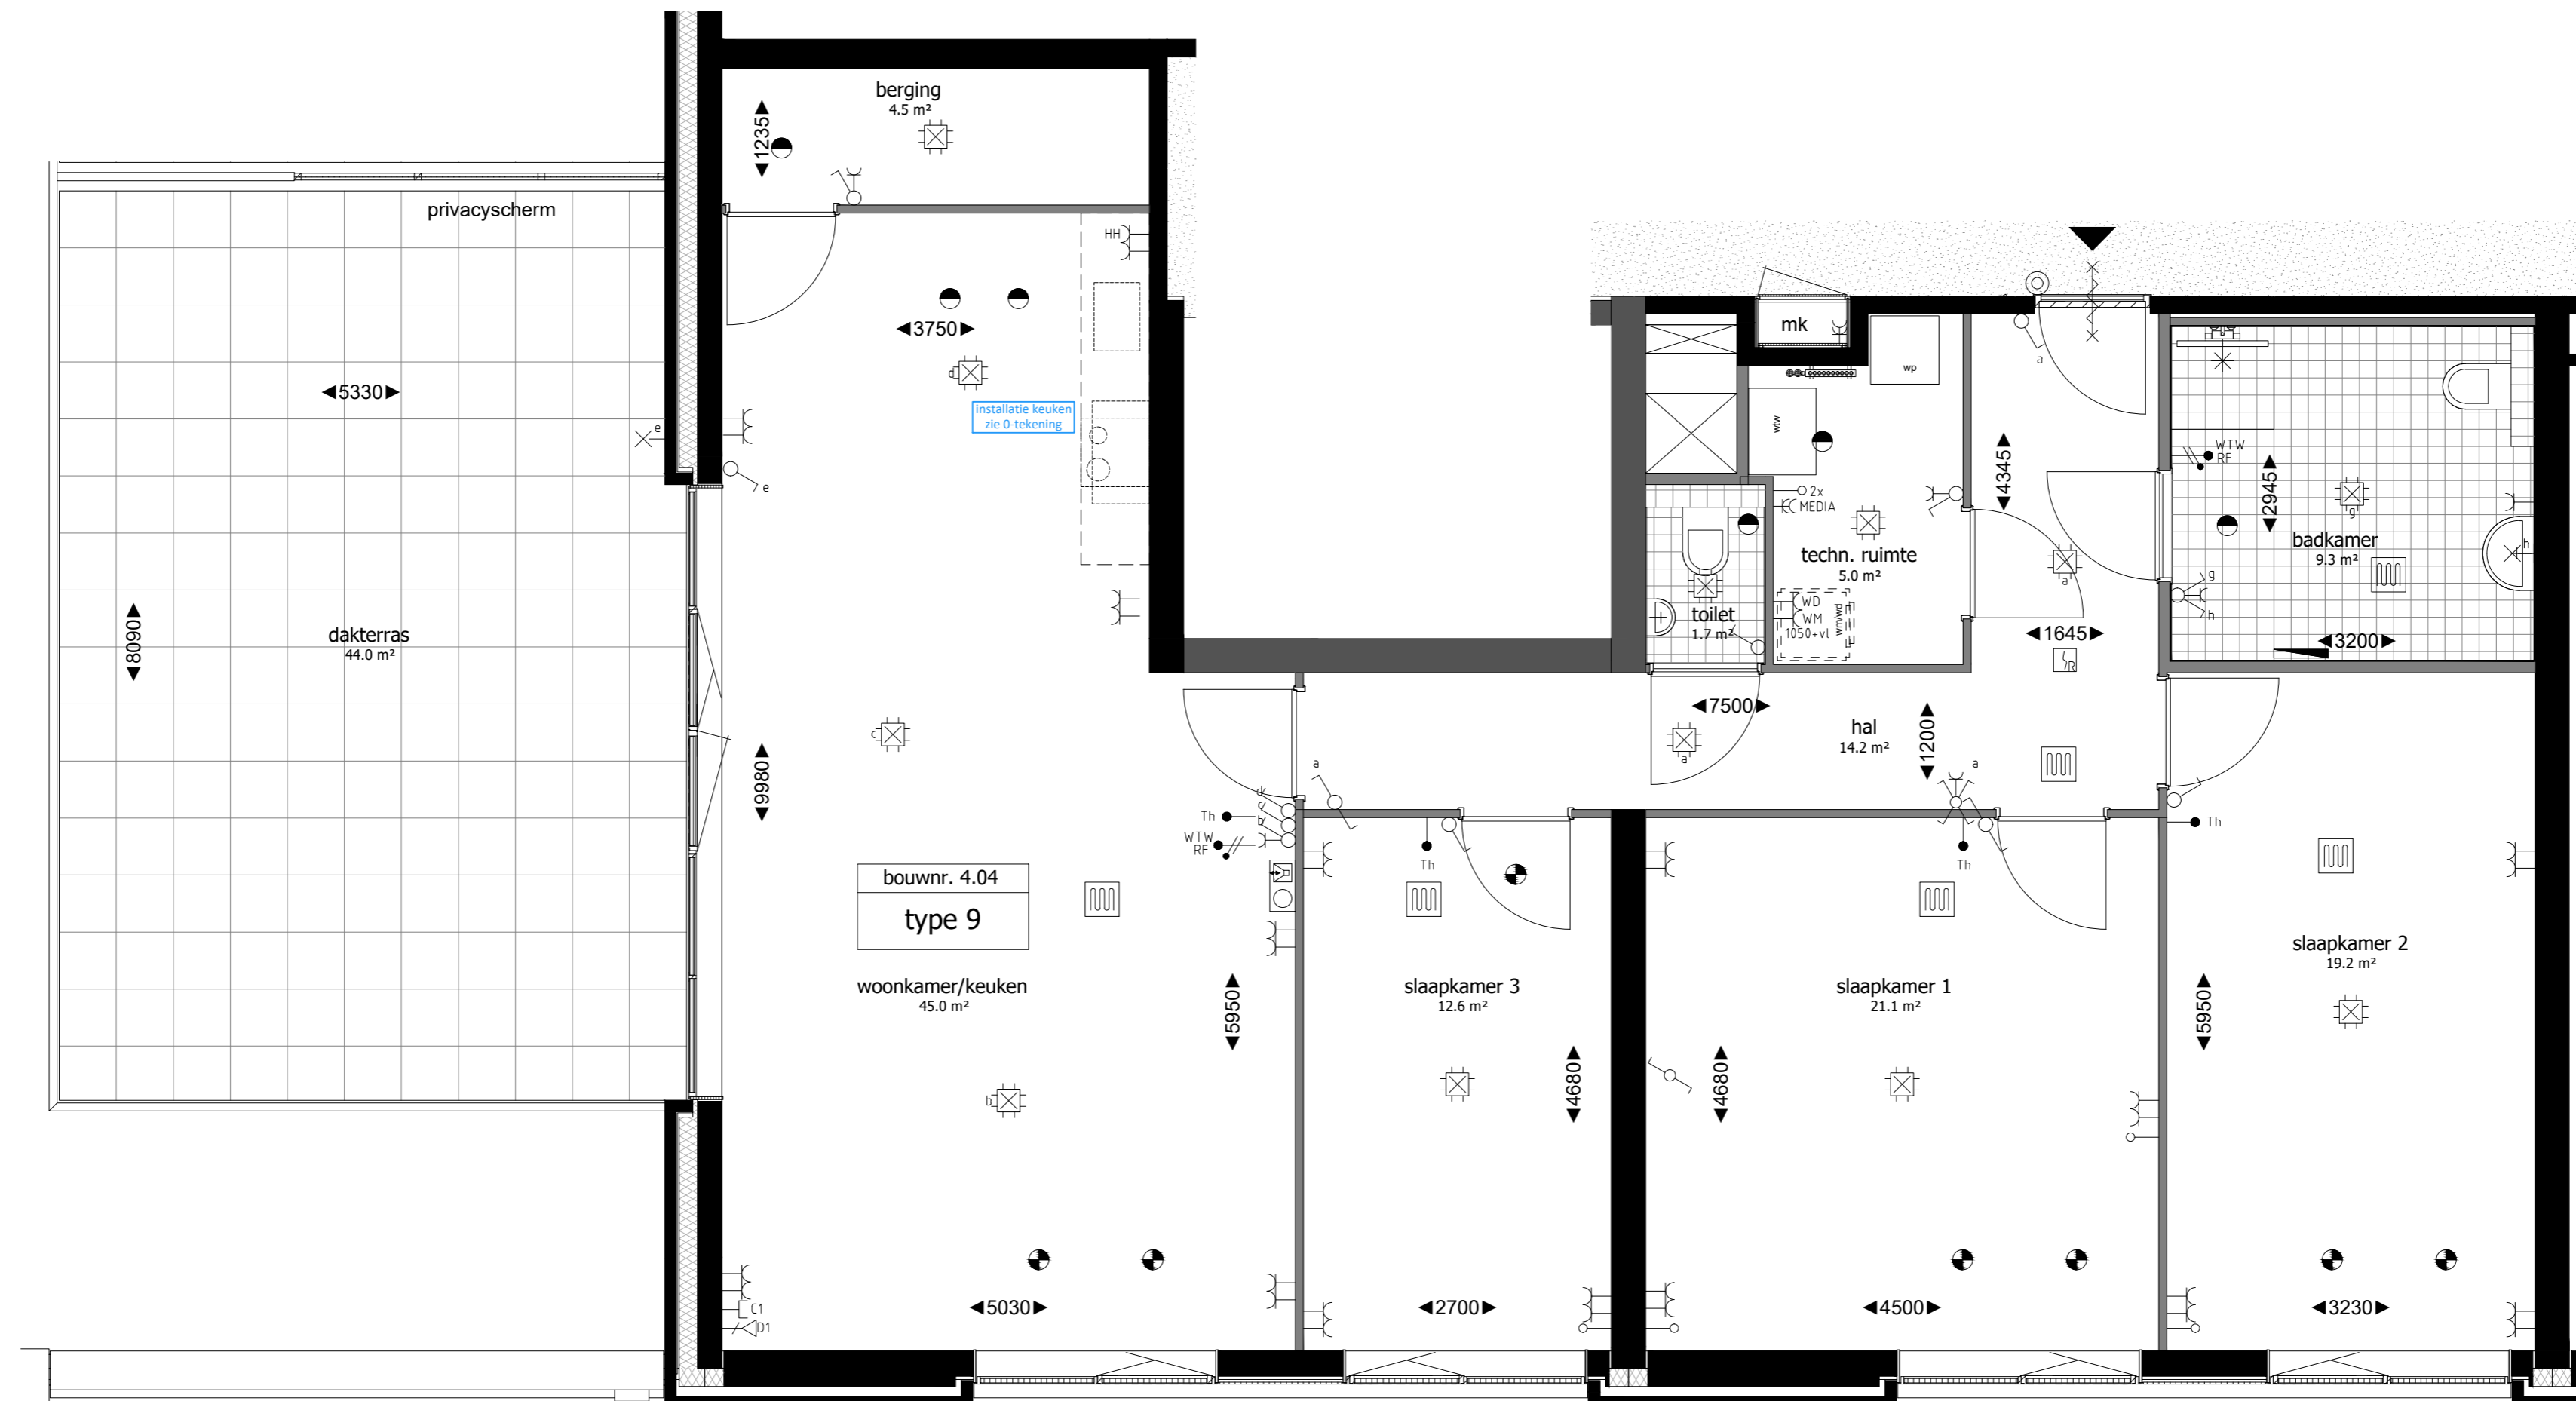 berging
4.5 m²
1235
privacyscherm
HH
3750
d
installatie keuken
zie 0-tekening
5330
e
e
mk
wp
wtw
a
4345
WTW
RF
2945
g
badkamer
9.3 m²
h
2x
MEDIA
techn. ruimte
5.0 m²
a
g
h
WD
WM
1050+vl
wm/wd
toilet
1.7 m²
1645
3200
R
8090
dakterras
44.0 m²
7500
hal
14.2 m²
1200
c
a
a
a
9980
d
c
b
Th
WTW
RF
Th
Th
Th
bouwnr. 4.04
type 9
woonkamer/keuken
45.0 m²
5950
slaapkamer 3
12.6 m²
4680
slaapkamer 1
21.1 m²
4680
slaapkamer 2
19.2 m²
5950
b
C1
D1
5030
2700
4500
3230